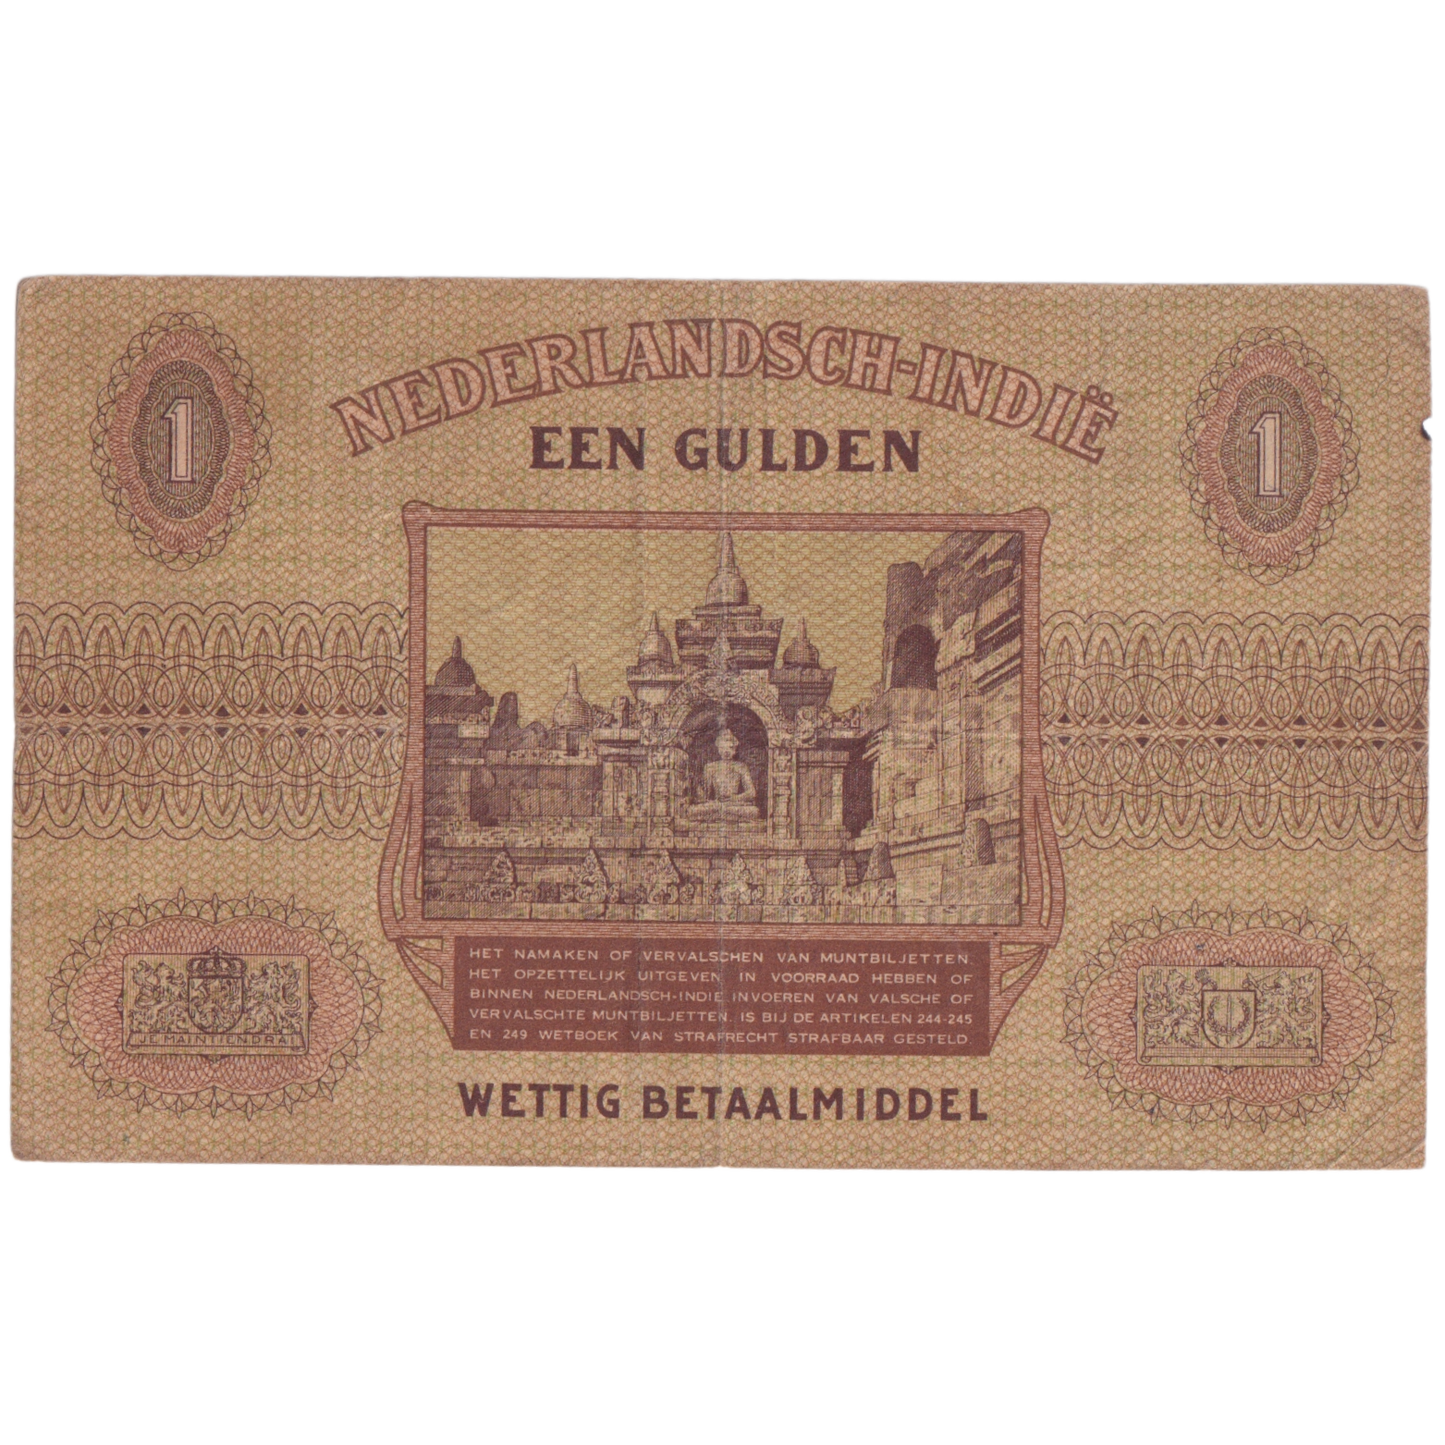 NEDERLANDSCH-INDIË
1
1
EEN GULDEN
HET NAMAKEN OF VERVALSCHEN VAN MUNTBILJETTEN.
HET OPZETTELIJK UITGEVEN, IN VOORRAAD HEBBEN OF
BINNEN NEDERLANDSCH-INDIE INVOEREN VAN VALSCHE OF
VERVALSCHTE MUNTBILJETTEN, IS BIJ DE ARTIKELEN 244-245
EN 249 WETBOEK VAN STRAFRECHT STRAFBAAR GESTELD.
JE MAINTIENDRAI
WETTIG BETAALMIDDEL